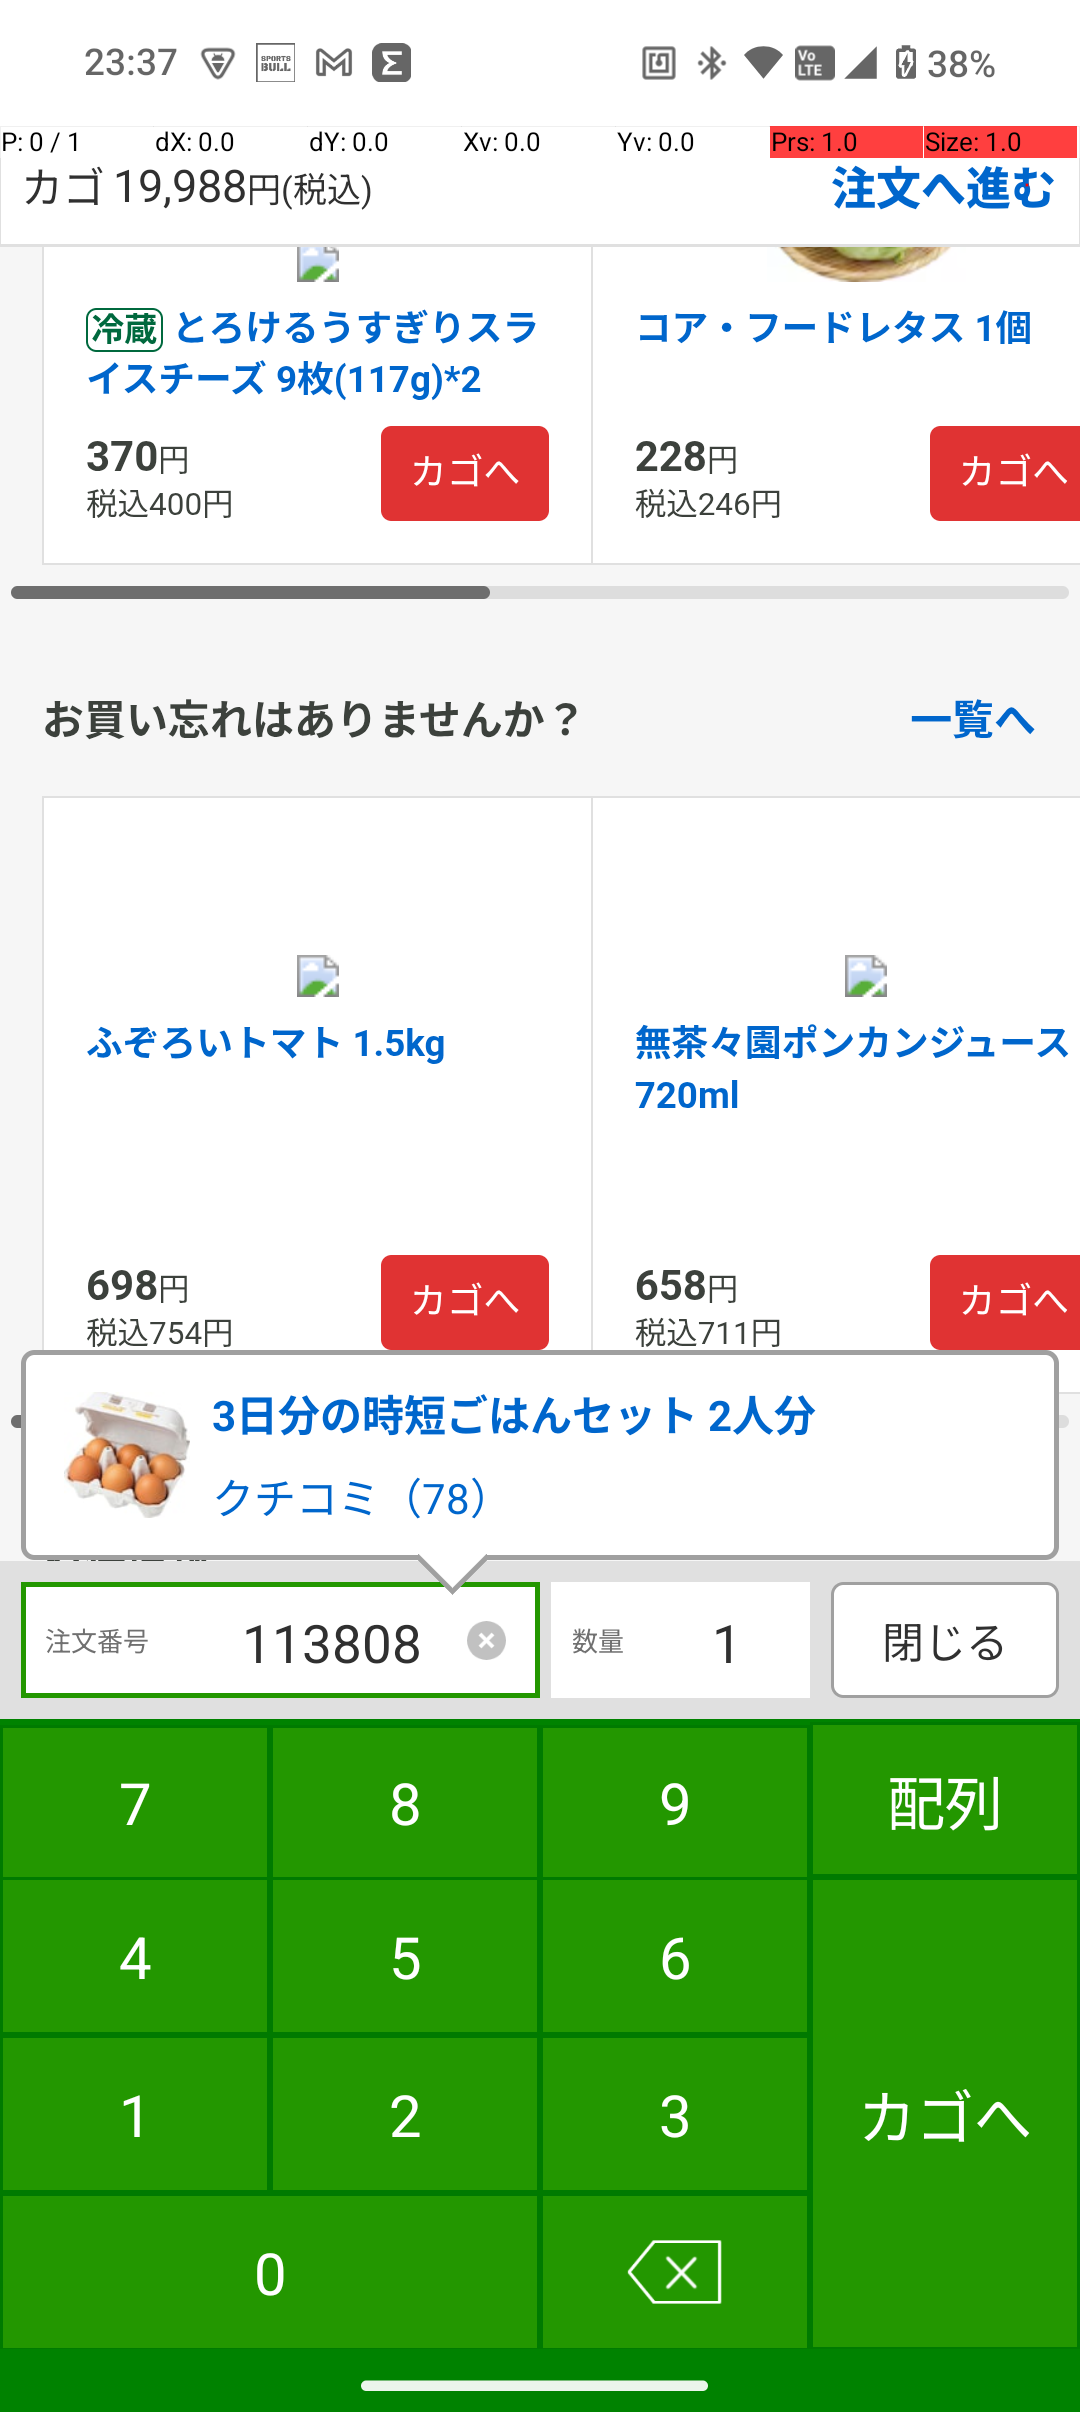 23:37 SPORTS BULL Vo LTE 38%
P: 0 / 1 dX: 0.0 dY: 0.0 Xv: 0.0 Yv: 0.0 Prs: 1.0 Size: 1.0
カゴ 19,988円(税込) 注文へ進む
冷蔵 とろけるうすぎりスラ
イスチーズ 9枚(117g)*2
370円
税込400円
カゴへ
コア・フードレタス 1個
228円
税込246円
カゴへ
お買い忘れはありませんか？ 一覧へ
ふぞろいトマト 1.5kg
698円
税込754円
カゴへ
無茶々園ポンカンジュース
720ml
658円
税込711円
カゴへ
3日分の時短ごはんセット 2人分
クチコミ（78）
注文番号 113808 数量 1 閉じる
7 8 9 配列
4 5 6
1 2 3 カゴへ
0